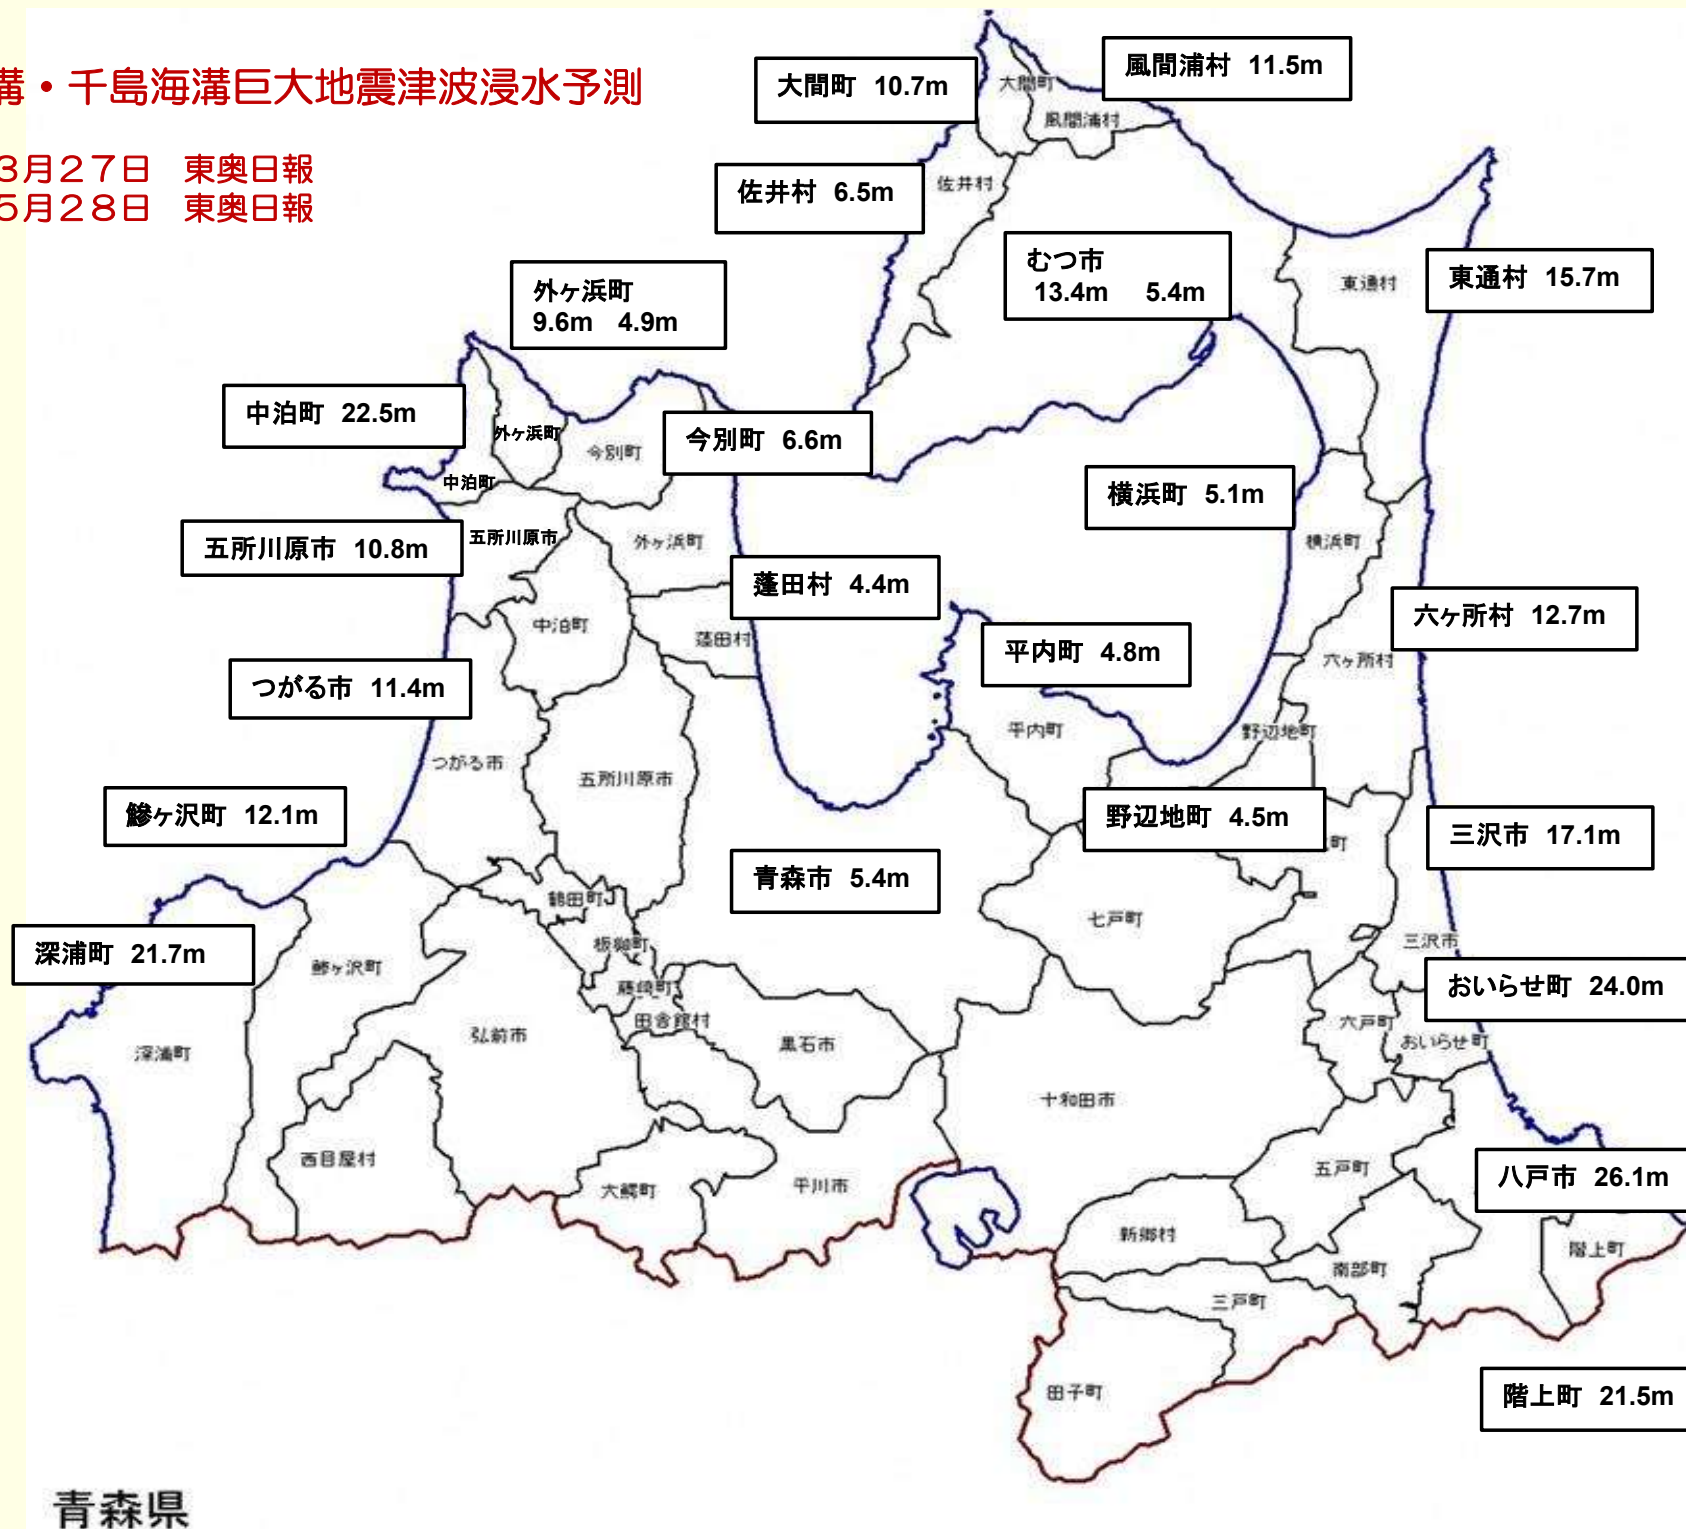 溝・千島海溝巨大地震津波浸水予測
3月27日　東奥日報
5月28日　東奥日報
大間町 10.7m
風間浦村 11.5m
大間町
風間浦村
佐井村 6.5m
佐井村
むつ市
13.4m 5.4m
東通村
東通村 15.7m
外ヶ浜町
9.6m 4.9m
中泊町 22.5m
外ヶ浜町
今別町
今別町 6.6m
中泊町
横浜町 5.1m
五所川原市 10.8m
五所川原市
外ヶ浜町
横浜町
蓬田村 4.4m
中泊町
蓬田村
六ヶ所村 12.7m
平内町 4.8m
六ヶ所村
つがる市 11.4m
平内町
野辺地町
つがる市
五所川原市
鰺ヶ沢町 12.1m
野辺地町 4.5m
町
三沢市 17.1m
青森市 5.4m
鶴田町
七戸町
板柳町
三沢市
深浦町 21.7m
鰺ヶ沢町
藤崎町
おいらせ町 24.0m
田舎館村
六戸町
弘前市
黒石市
おいらせ町
深浦町
十和田市
西目屋村
五戸町
八戸市 26.1m
大鰐町
平川市
新郷村
階上町
南部町
三戸町
田子町
階上町 21.5m
青森県